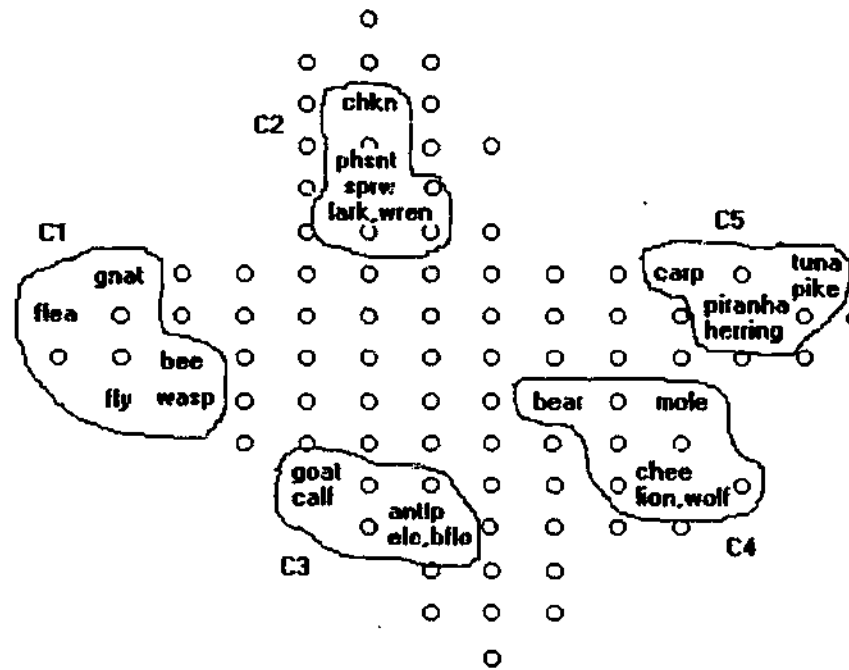 chkn
C2
phsnt
sprw
lark,wren
C1
gnat
flea
bee
fly wasp
C5
carp
tuna
pike
piranha
herring
bear mole
chee
lion,wolf
C4
goat
calf
antlp
ele,bflo
C3